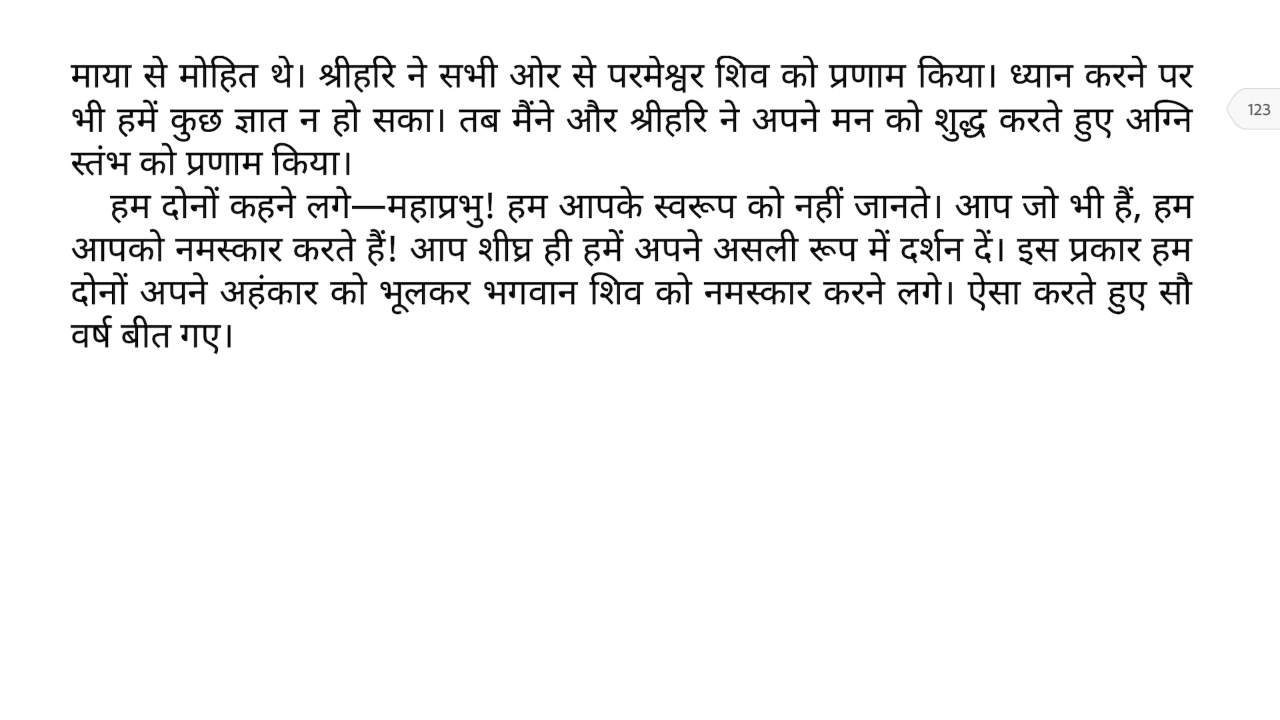 माया से मोहित थे। श्रीहरि ने सभी ओर से परमेश्वर शिव को प्रणाम किया। ध्यान करने पर
भी हमें कुछ ज्ञात न हो सका। तब मैंने और श्रीहरि ने अपने मन को शुद्ध करते हुए अग्नि
स्तंभ को प्रणाम किया।
हम दोनों कहने लगे—महाप्रभु! हम आपके स्वरूप को नहीं जानते। आप जो भी हैं, हम
आपको नमस्कार करते हैं! आप शीघ्र ही हमें अपने असली रूप में दर्शन दें। इस प्रकार हम
दोनों अपने अहंकार को भूलकर भगवान शिव को नमस्कार करने लगे। ऐसा करते हुए सौ
वर्ष बीत गए।
123